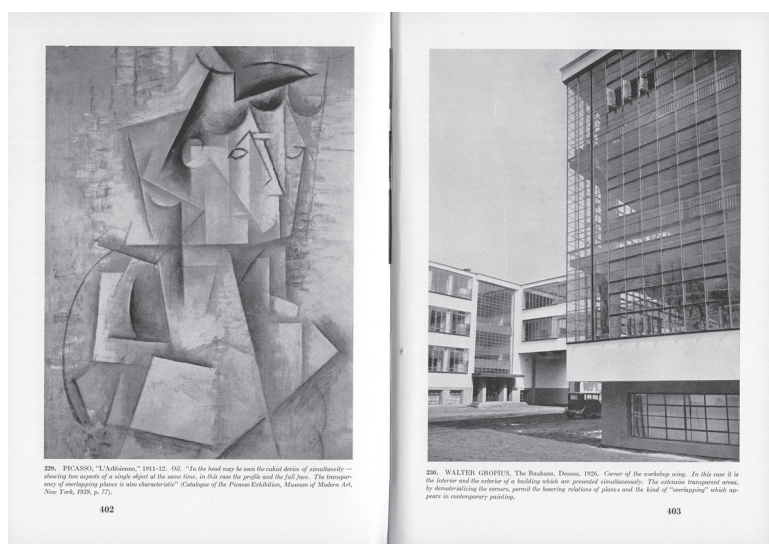 229. PICASSO, "L'Arlésienne," 1911-12. Oil. "In the head may be seen the cubist device of simultaneity —
showing two aspects of a single object at the same time, in this case the profile and the full face. The transpar-
ency of overlapping planes is also characteristic" (Catalogue of the Picasso Exhibition, Museum of Modern Art,
New York, 1939, p. 77).
402
230. WALTER GROPIUS, The Bauhaus, Dessau, 1926. Corner of the workshop wing. In this case it is
the interior and the exterior of a building which are presented simultaneously. The extensive transparent areas,
by dematerializing the corners, permit the hovering relations of planes and the kind of "overlapping" which ap-
pears in contemporary painting.
403